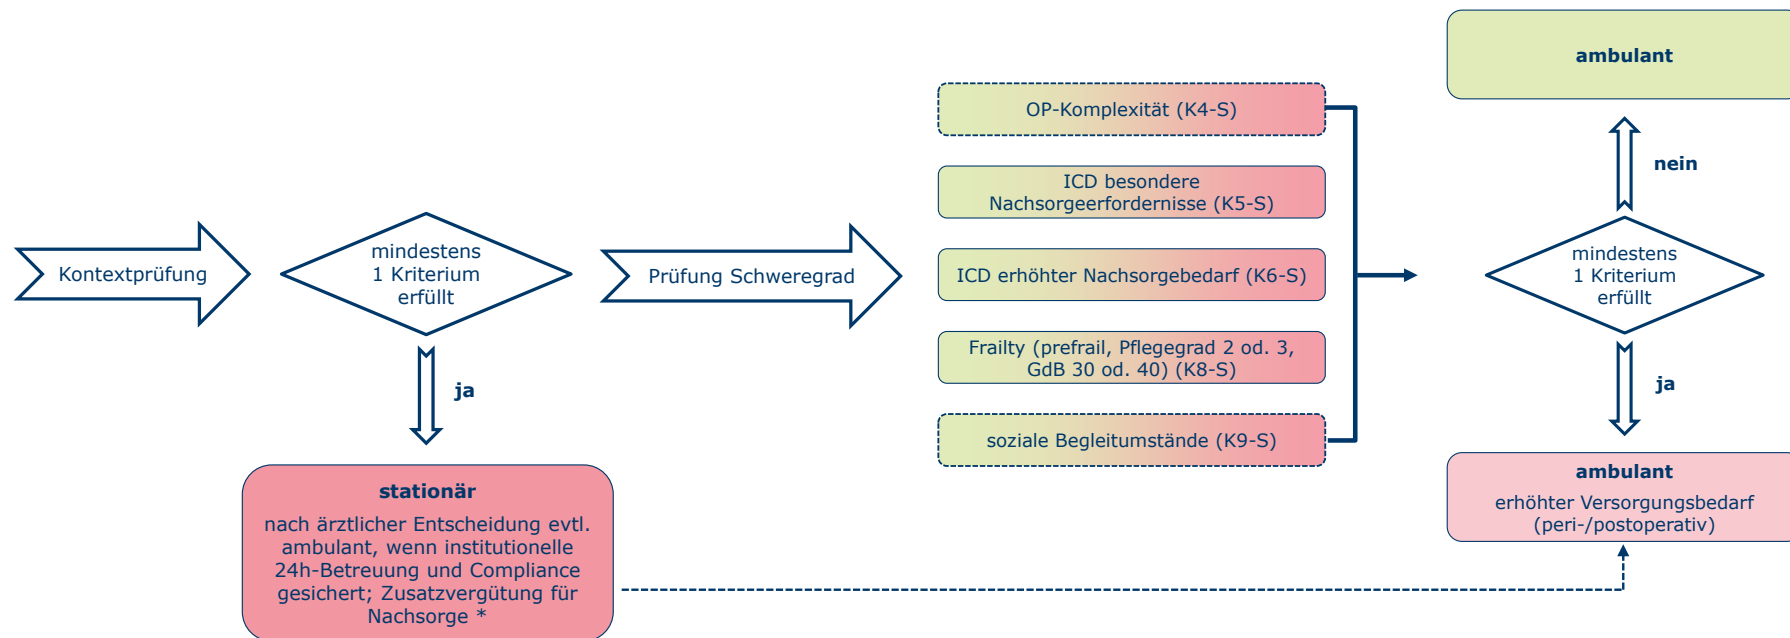 Kontextprüfung
mindestens
1 Kriterium
erfüllt
ja
stationär
nach ärztlicher Entscheidung evtl.
ambulant, wenn institutionelle
24h-Betreuung und Compliance
gesichert; Zusatzvergütung für
Nachsorge *
Prüfung Schweregrad
OP-Komplexität (K4-S)
ICD besondere
Nachsorgeerfordernisse (K5-S)
ICD erhöhter Nachsorgebedarf (K6-S)
Frailty (prefrail, Pflegegrad 2 od. 3,
GdB 30 od. 40) (K8-S)
soziale Begleitumstände (K9-S)
ambulant
nein
mindestens
1 Kriterium
erfüllt
ja
ambulant
erhöhter Versorgungsbedarf
(peri-/postoperativ)